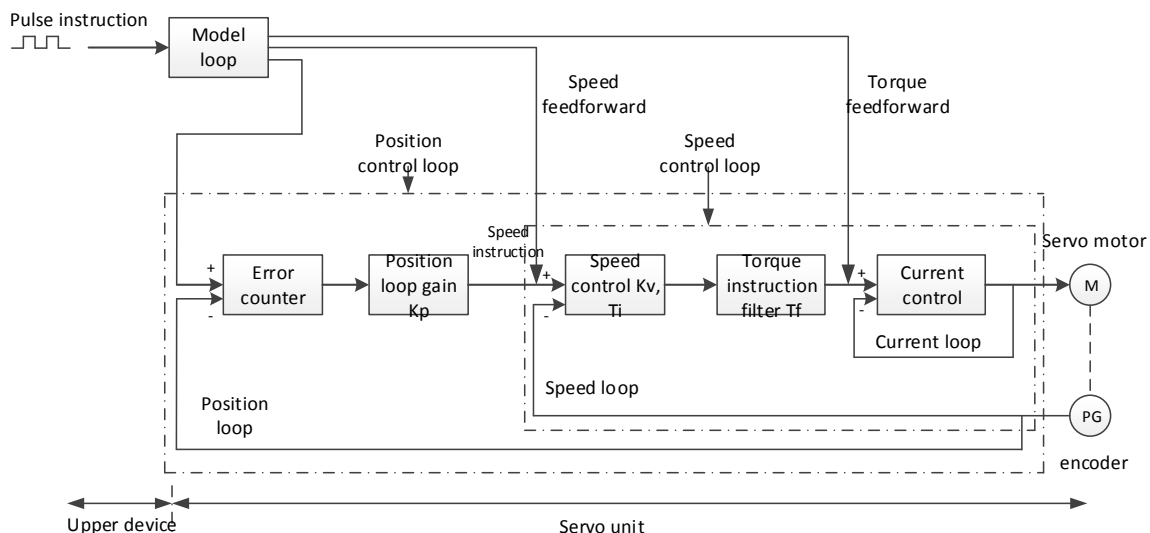 Pulse instruction
Model
loop
Speed
feedforward
Torque
feedforward
Position
control loop
Speed
control loop
Speed
instruction
Servo motor
+
-
Error
counter
Position
loop gain
Kp
+
-
Speed
control Kv,
Ti
Torque
instruction
filter Tf
+
-
Current
control
M
Current loop
Speed loop
Position
loop
PG
encoder
Upper device
Servo unit